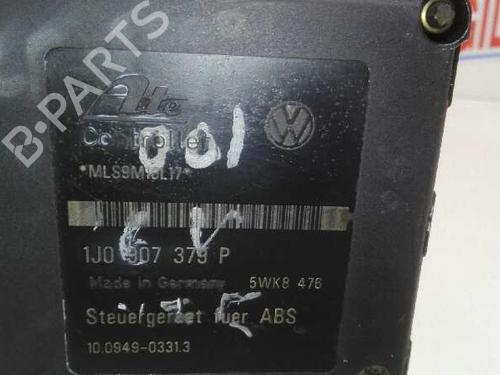 B-PARTS
Ate
Controller
001
*MLS9M18L17*
1J0 907 379 P
Made in Germany
5WK8 476
Steuergeraet fuer ABS
10.0949-0331.3